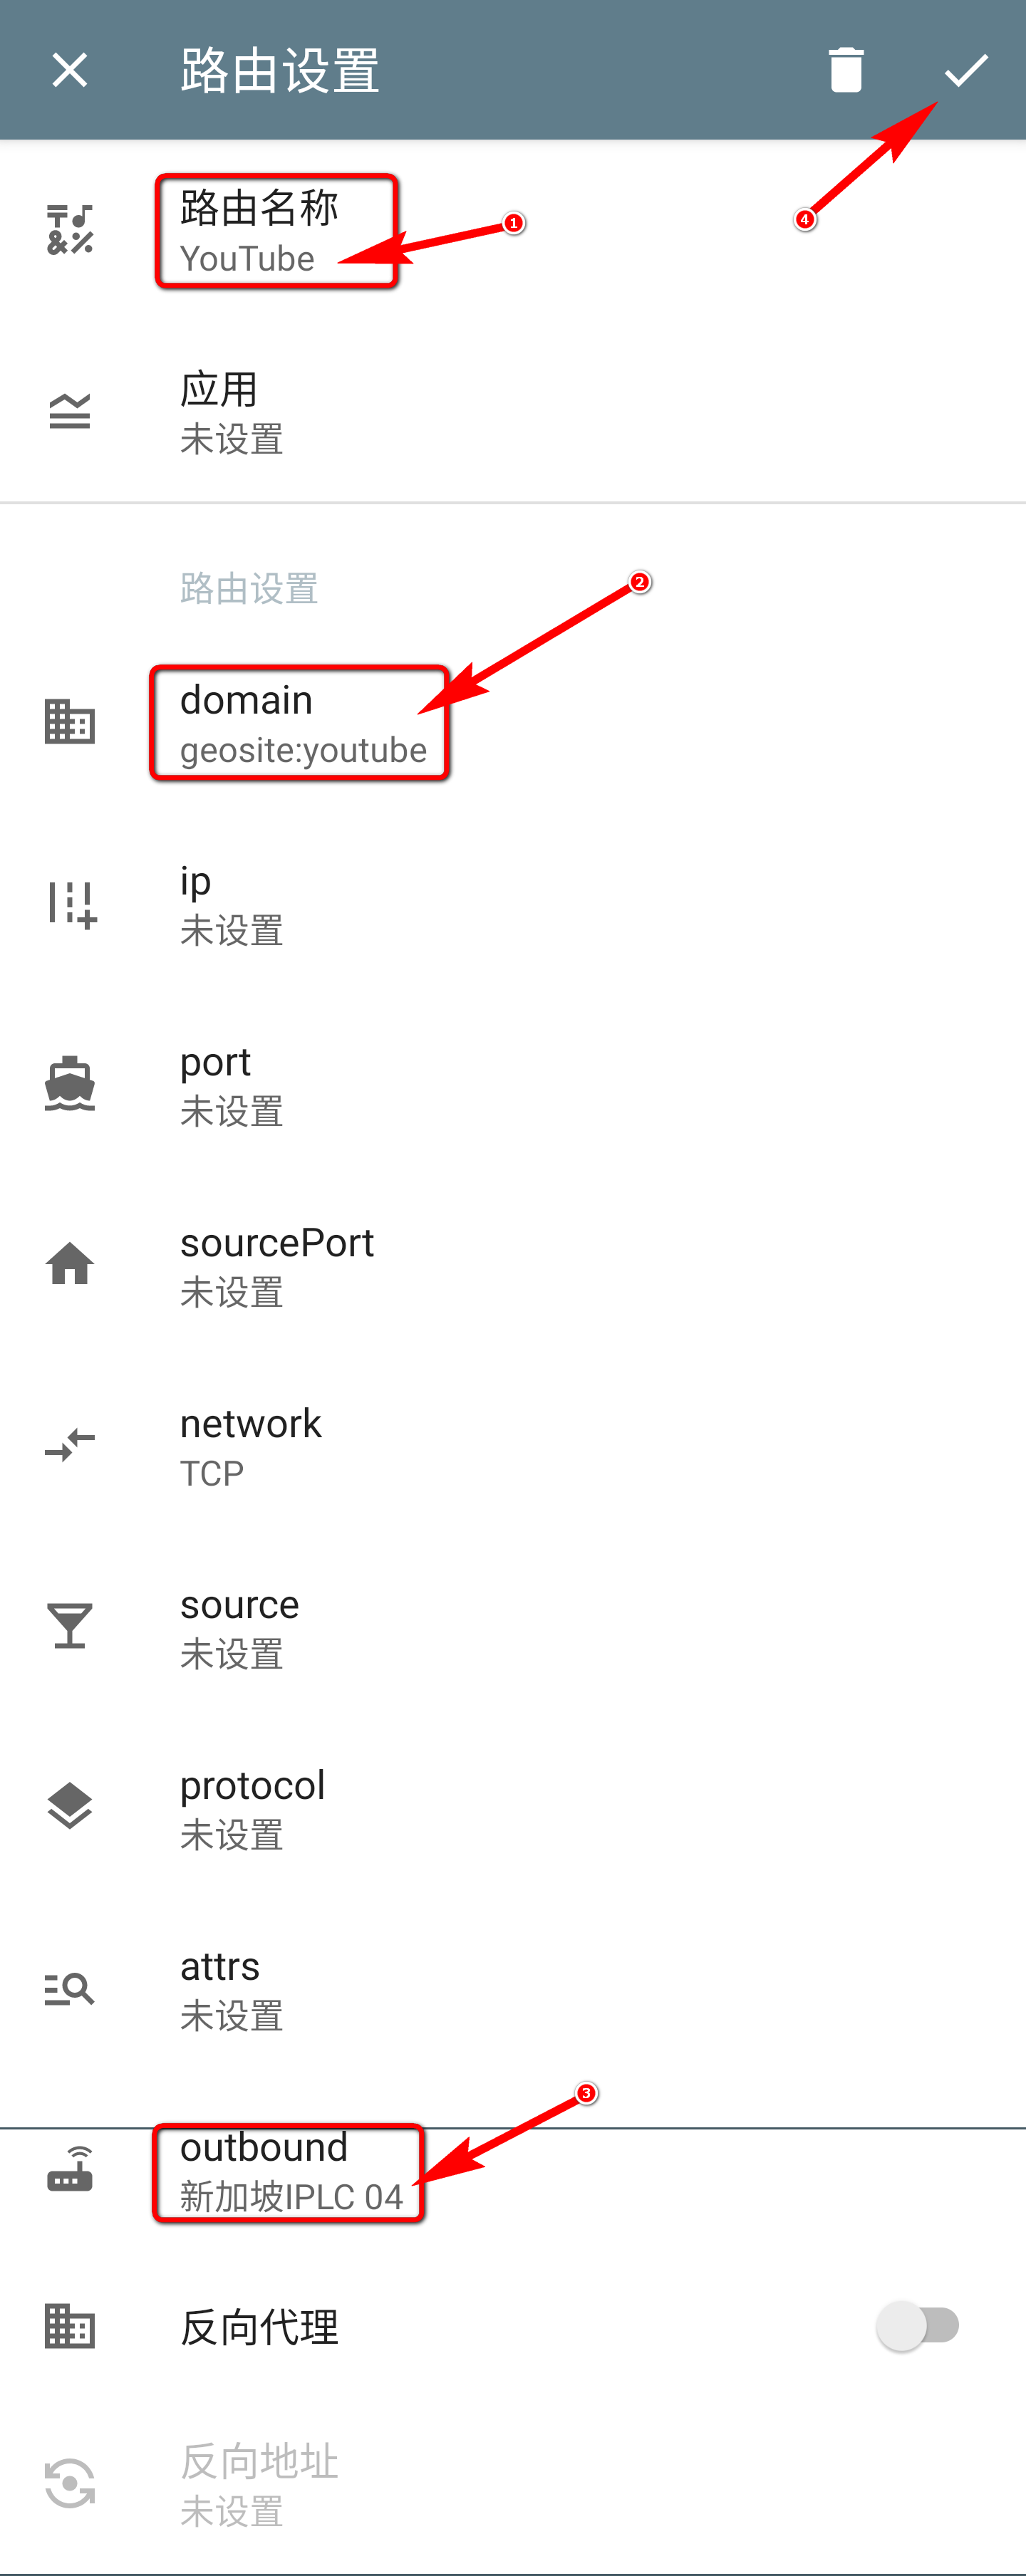 路由设置
4
路由名称
1
YouTube
应用
未设置
路由设置
2
domain
geosite:youtube
ip
未设置
port
未设置
sourcePort
未设置
network
TCP
source
未设置
protocol
未设置
attrs
未设置
3
outbound
新加坡IPLC 04
反向代理
反向地址
未设置